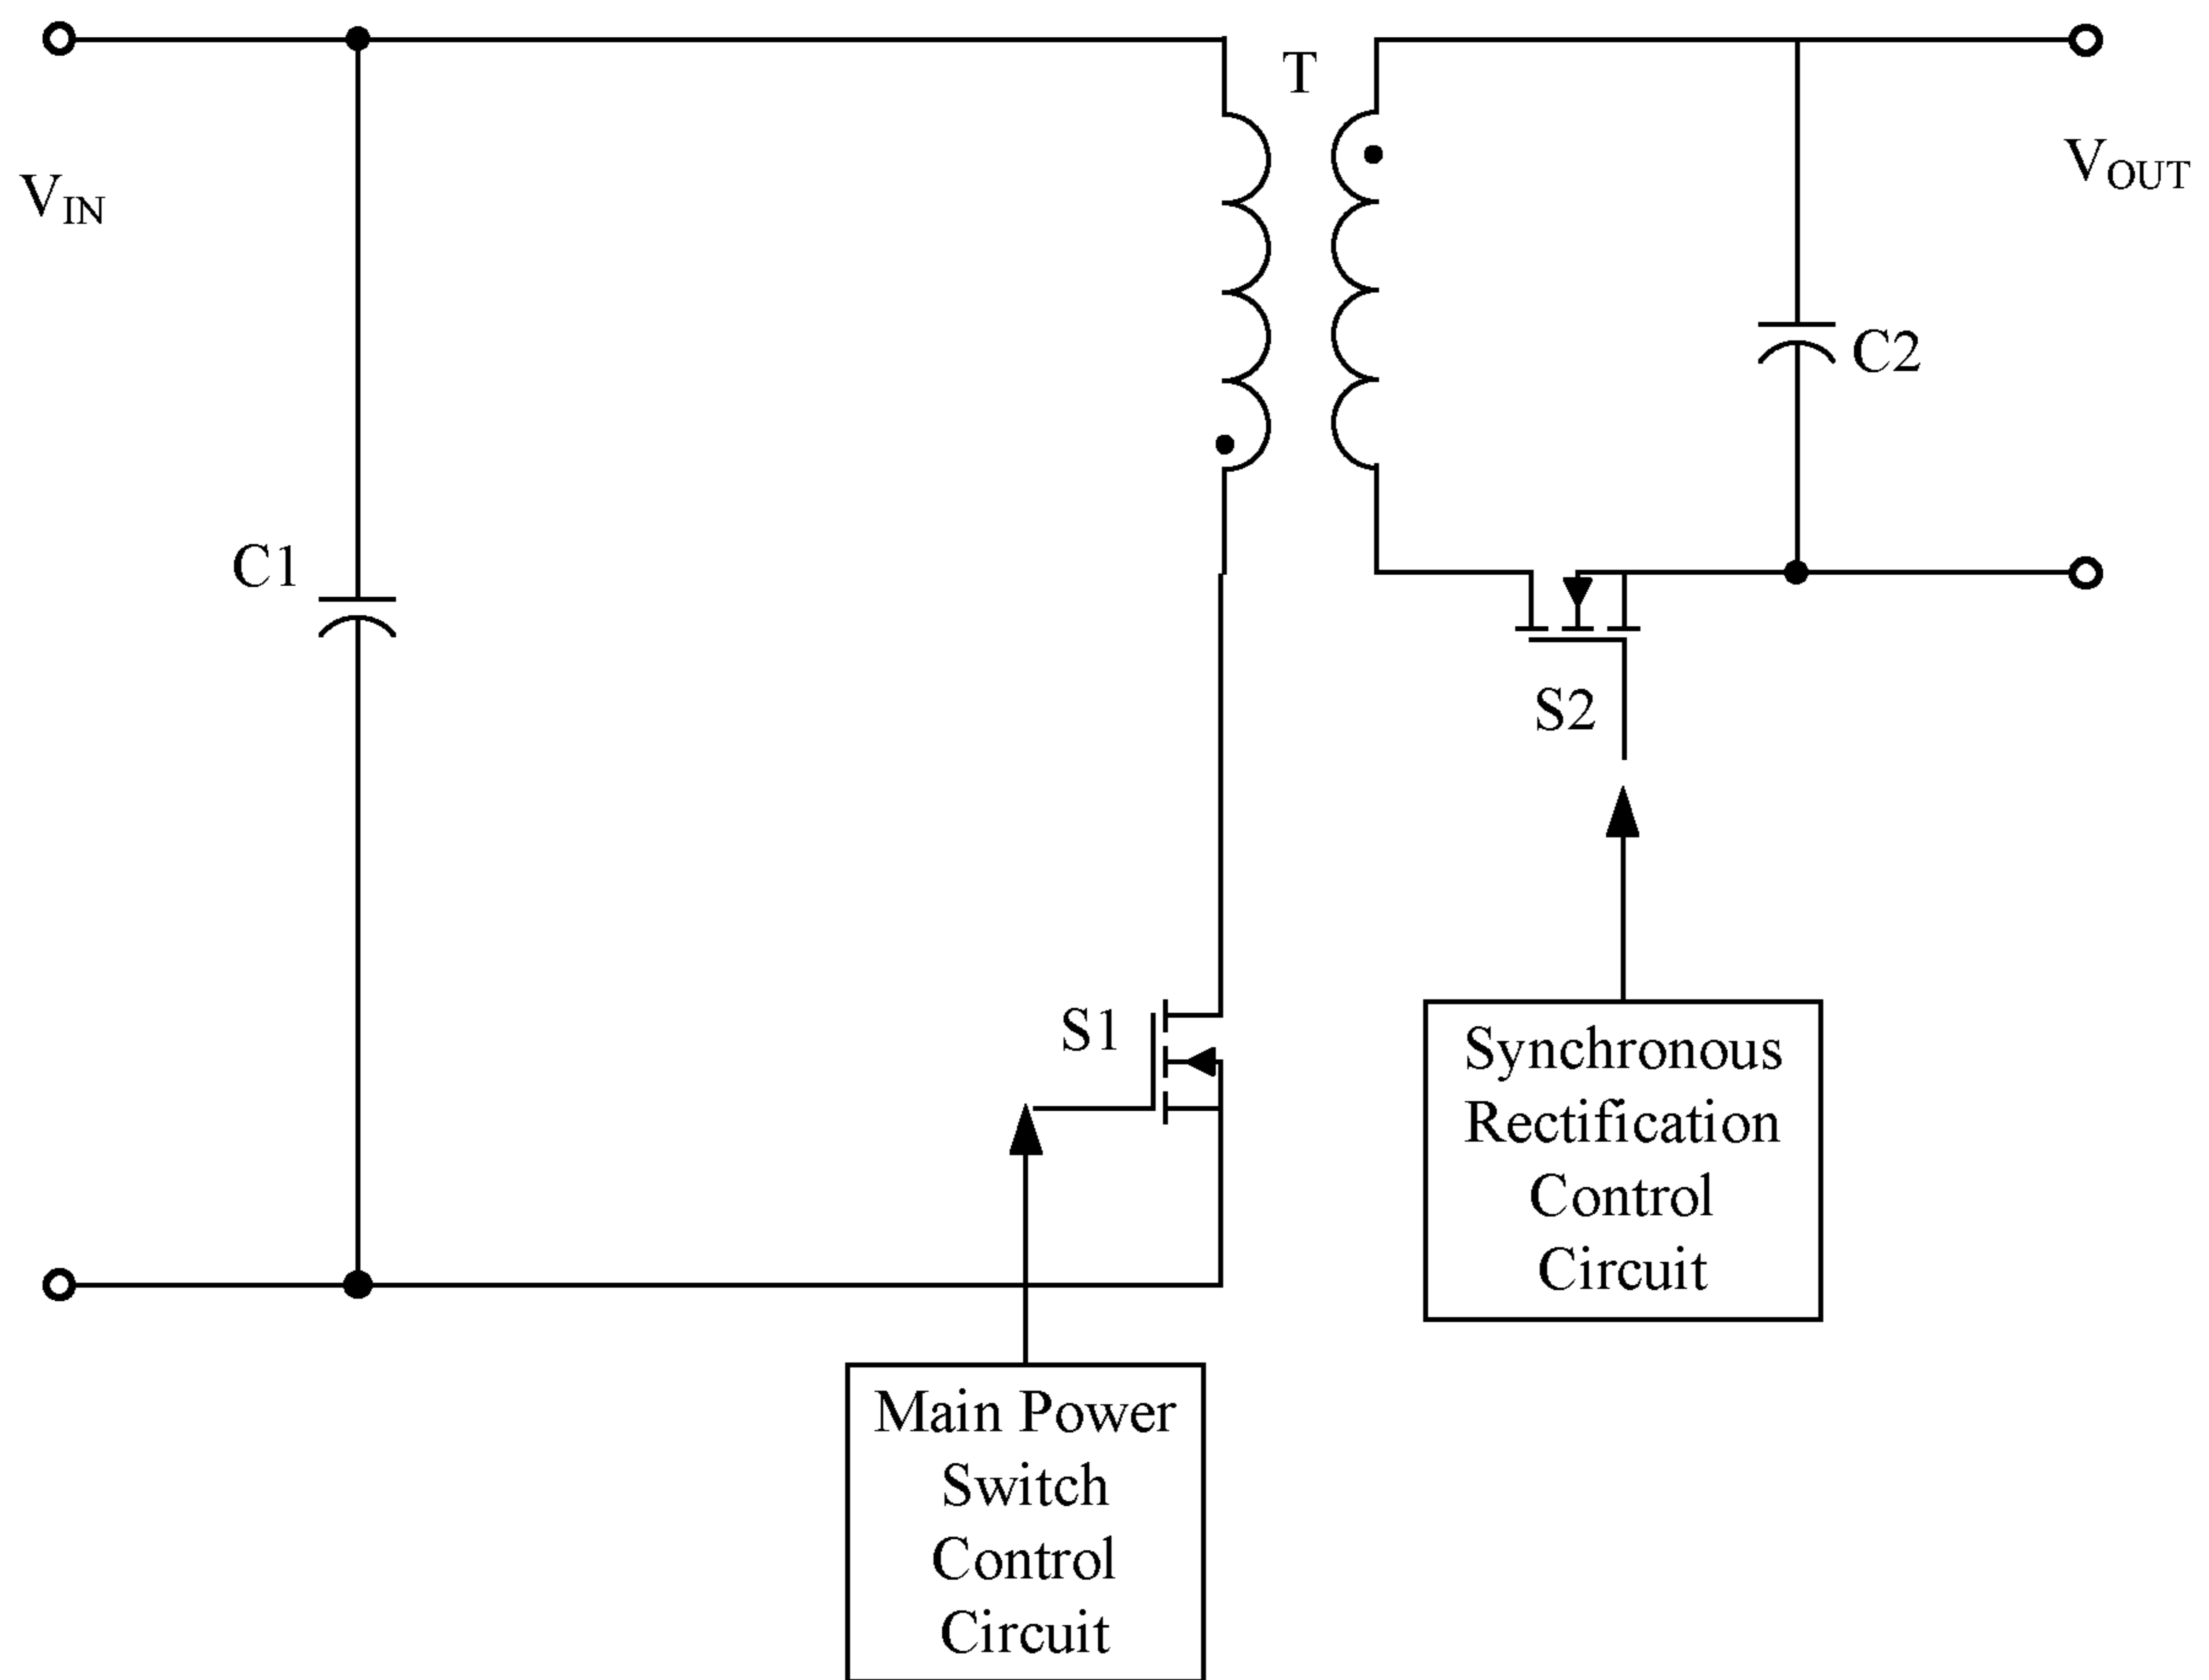 T
V_OUT
V_IN
C2
C1
S2
S1
Synchronous
Rectification
Control
Circuit
Main Power
Switch
Control
Circuit